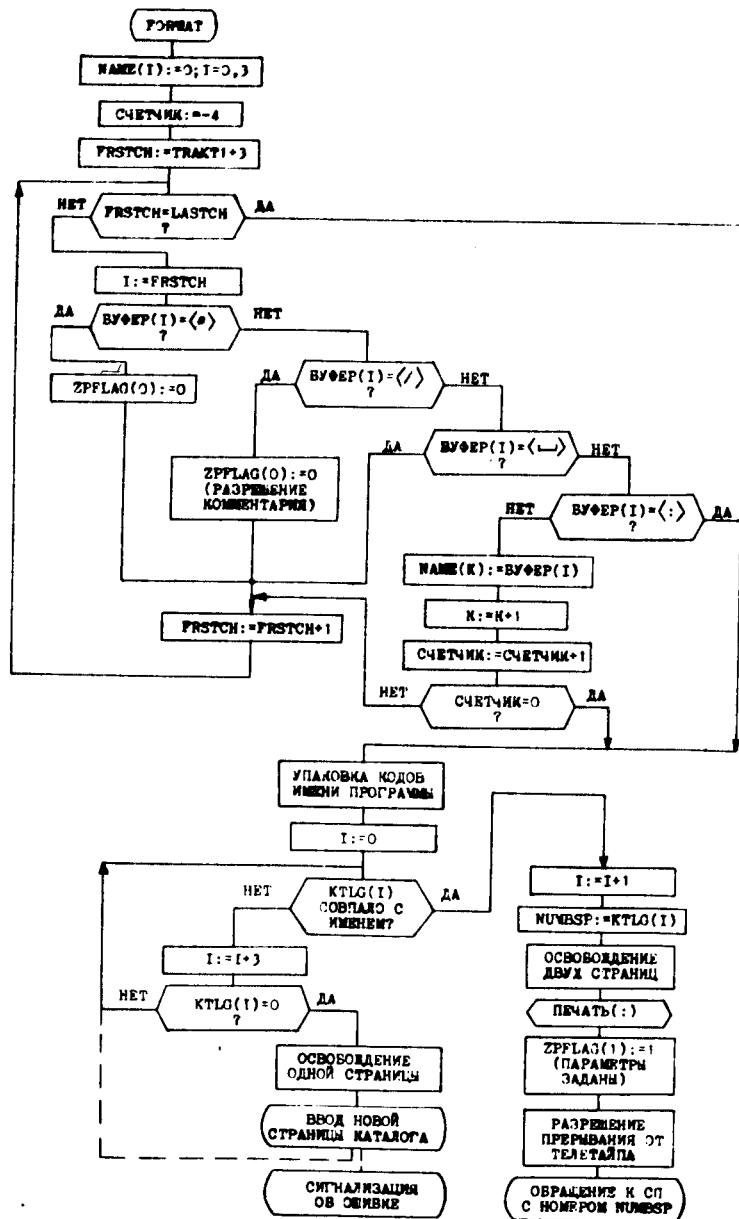 FORMAT
NAME(I):=0;I=0,3
СЧЕТЧИК:=-4
FRSTCH:=TRAKT1+3
НЕТ
FRSTCH=LASTCH
?
ДА
I:=FRSTCH
ДА
БУФЕР(I)=〈#〉
?
НЕТ
ZPFLAG(0):=0
ДА
БУФЕР(I)=〈/〉
?
НЕТ
ZPFLAG(0):=0
(РАЗРЕШЕНИЕ
КОММЕНТАРИЯ)
ДА
БУФЕР(I)=〈⎵〉
?
НЕТ
НЕТ
БУФЕР(I)=〈:〉
?
ДА
NAME(K):=БУФЕР(I)
K:=K+1
FRSTCH:=FRSTCH+1
СЧЕТЧИК:=СЧЕТЧИК+1
НЕТ
СЧЕТЧИК=0
?
ДА
УПАКОВКА КОДОВ
ИМЕНИ ПРОГРАММЫ
I:=0
НЕТ
KTLG(I)
СОВПАЛО С
ИМЕНЕМ?
ДА
I:=I+3
НЕТ
KTLG(I)=0
?
ДА
ОСВОБОЖДЕНИЕ
ОДНОЙ СТРАНИЦЫ
ВВОД НОВОЙ
СТРАНИЦЫ КАТАЛОГА
СИГНАЛИЗАЦИЯ
ОБ ОШИБКЕ
I:=I+1
NUMBSP:=KTLG(I)
ОСВОБОЖДЕНИЕ
ДВУХ СТРАНИЦ
ПЕЧАТЬ(:)
ZPFLAG(1):=1
(ПАРАМЕТРЫ
ЗАДАНЫ)
РАЗРЕШЕНИЕ
ПРЕРЫВАНИЯ ОТ
ТЕЛЕТАЙПА
ОБРАЩЕНИЕ К СП
С НОМЕРОМ NUMBSP